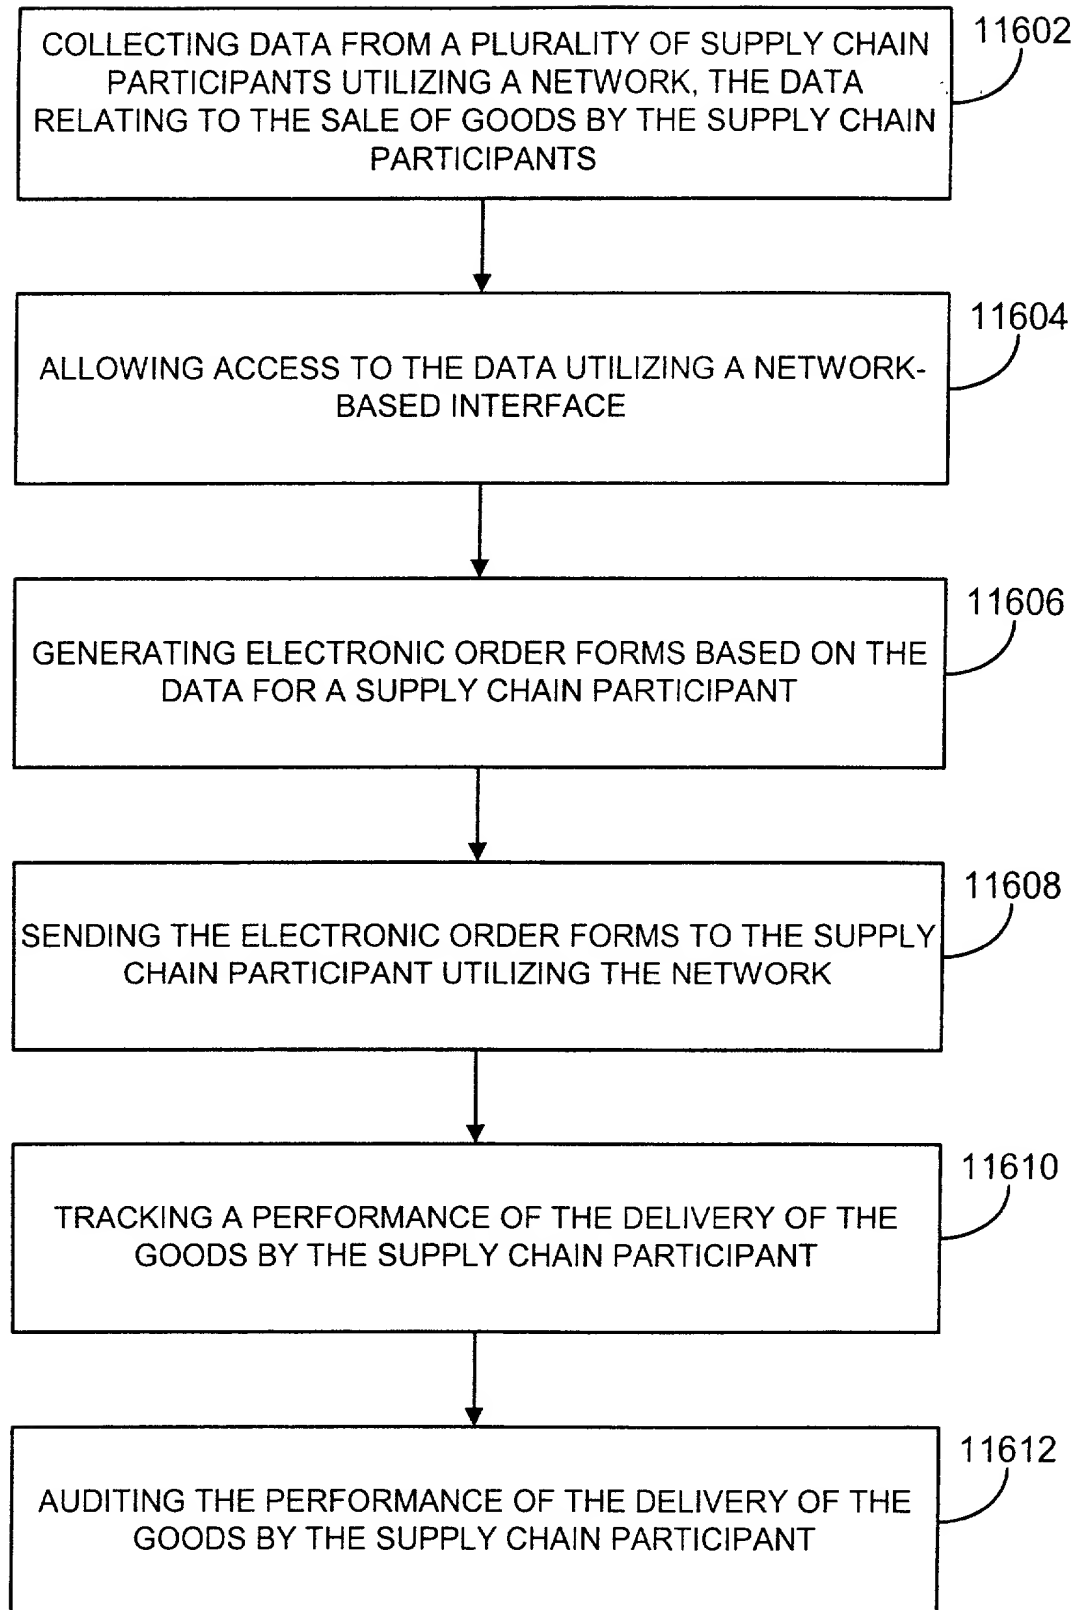 COLLECTING DATA FROM A PLURALITY OF SUPPLY CHAIN
PARTICIPANTS UTILIZING A NETWORK, THE DATA
RELATING TO THE SALE OF GOODS BY THE SUPPLY CHAIN
PARTICIPANTS
11602
ALLOWING ACCESS TO THE DATA UTILIZING A NETWORK-
BASED INTERFACE
11604
GENERATING ELECTRONIC ORDER FORMS BASED ON THE
DATA FOR A SUPPLY CHAIN PARTICIPANT
11606
SENDING THE ELECTRONIC ORDER FORMS TO THE SUPPLY
CHAIN PARTICIPANT UTILIZING THE NETWORK
11608
TRACKING A PERFORMANCE OF THE DELIVERY OF THE
GOODS BY THE SUPPLY CHAIN PARTICIPANT
11610
AUDITING THE PERFORMANCE OF THE DELIVERY OF THE
GOODS BY THE SUPPLY CHAIN PARTICIPANT
11612